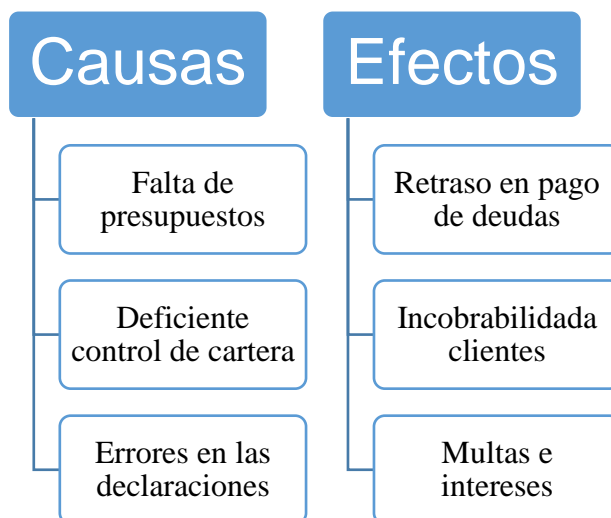 Causas
Falta de
presupuestos
Deficiente
control de cartera
Errores en las
declaraciones
Efectos
Retraso en pago
de deudas
Incobrabilidada
clientes
Multas e
intereses